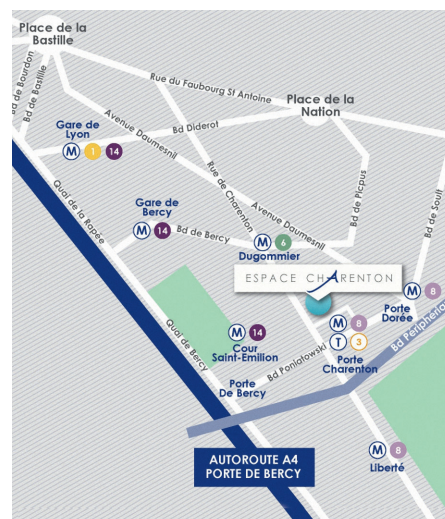 Place de la
Bastille
Bd de Bourdon
Bd de Bastille
Rue du Faubourg St Antoine
Place de la
Nation
Gare de
Lyon
M 1 14
Bd Diderot
Avenue Daumesnil
Rue de Charenton
Bd de Picpus
Bd de Soult
Quai de la Rapée
Gare de
Bercy
M 14
Bd de Bercy
Avenue Daumesnil
M 6
Dugommier
ESPACE CHARENTON
M 8
Porte
Dorée
Bd Périphérique
M 14
Cour
Saint-Emilion
M 8
T 3
Porte
Charenton
Quai de Bercy
Bd Poniatowski
Porte
De Bercy
AUTOROUTE A4
PORTE DE BERCY
M 8
Liberté